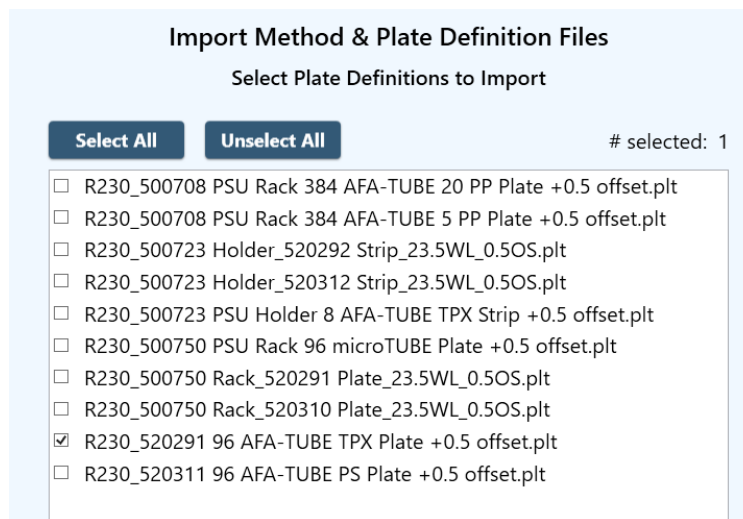 Import Method & Plate Definition Files
Select Plate Definitions to Import
Select All Unselect All # selected: 1
R230_500708 PSU Rack 384 AFA-TUBE 20 PP Plate +0.5 offset.plt
R230_500708 PSU Rack 384 AFA-TUBE 5 PP Plate +0.5 offset.plt
R230_500723 Holder_520292 Strip_23.5WL_0.5OS.plt
R230_500723 Holder_520312 Strip_23.5WL_0.5OS.plt
R230_500723 PSU Holder 8 AFA-TUBE TPX Strip +0.5 offset.plt
R230_500750 PSU Rack 96 microTUBE Plate +0.5 offset.plt
R230_500750 Rack_520291 Plate_23.5WL_0.5OS.plt
R230_500750 Rack_520310 Plate_23.5WL_0.5OS.plt
R230_520291 96 AFA-TUBE TPX Plate +0.5 offset.plt
R230_520311 96 AFA-TUBE PS Plate +0.5 offset.plt